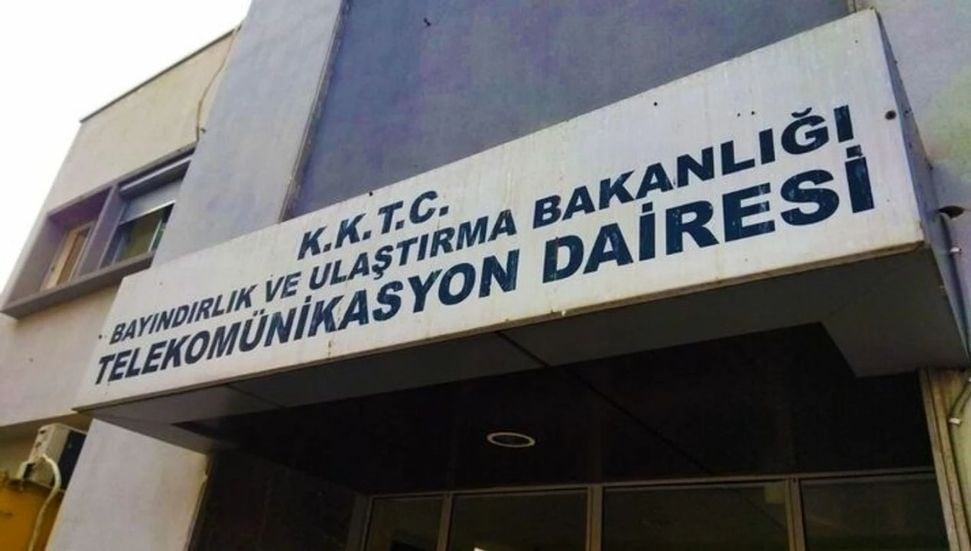 K.K.T.C.
BAYINDIRLIK VE ULAŞTIRMA BAKANLIĞI
TELEKOMÜNİKASYON DAİRESİ